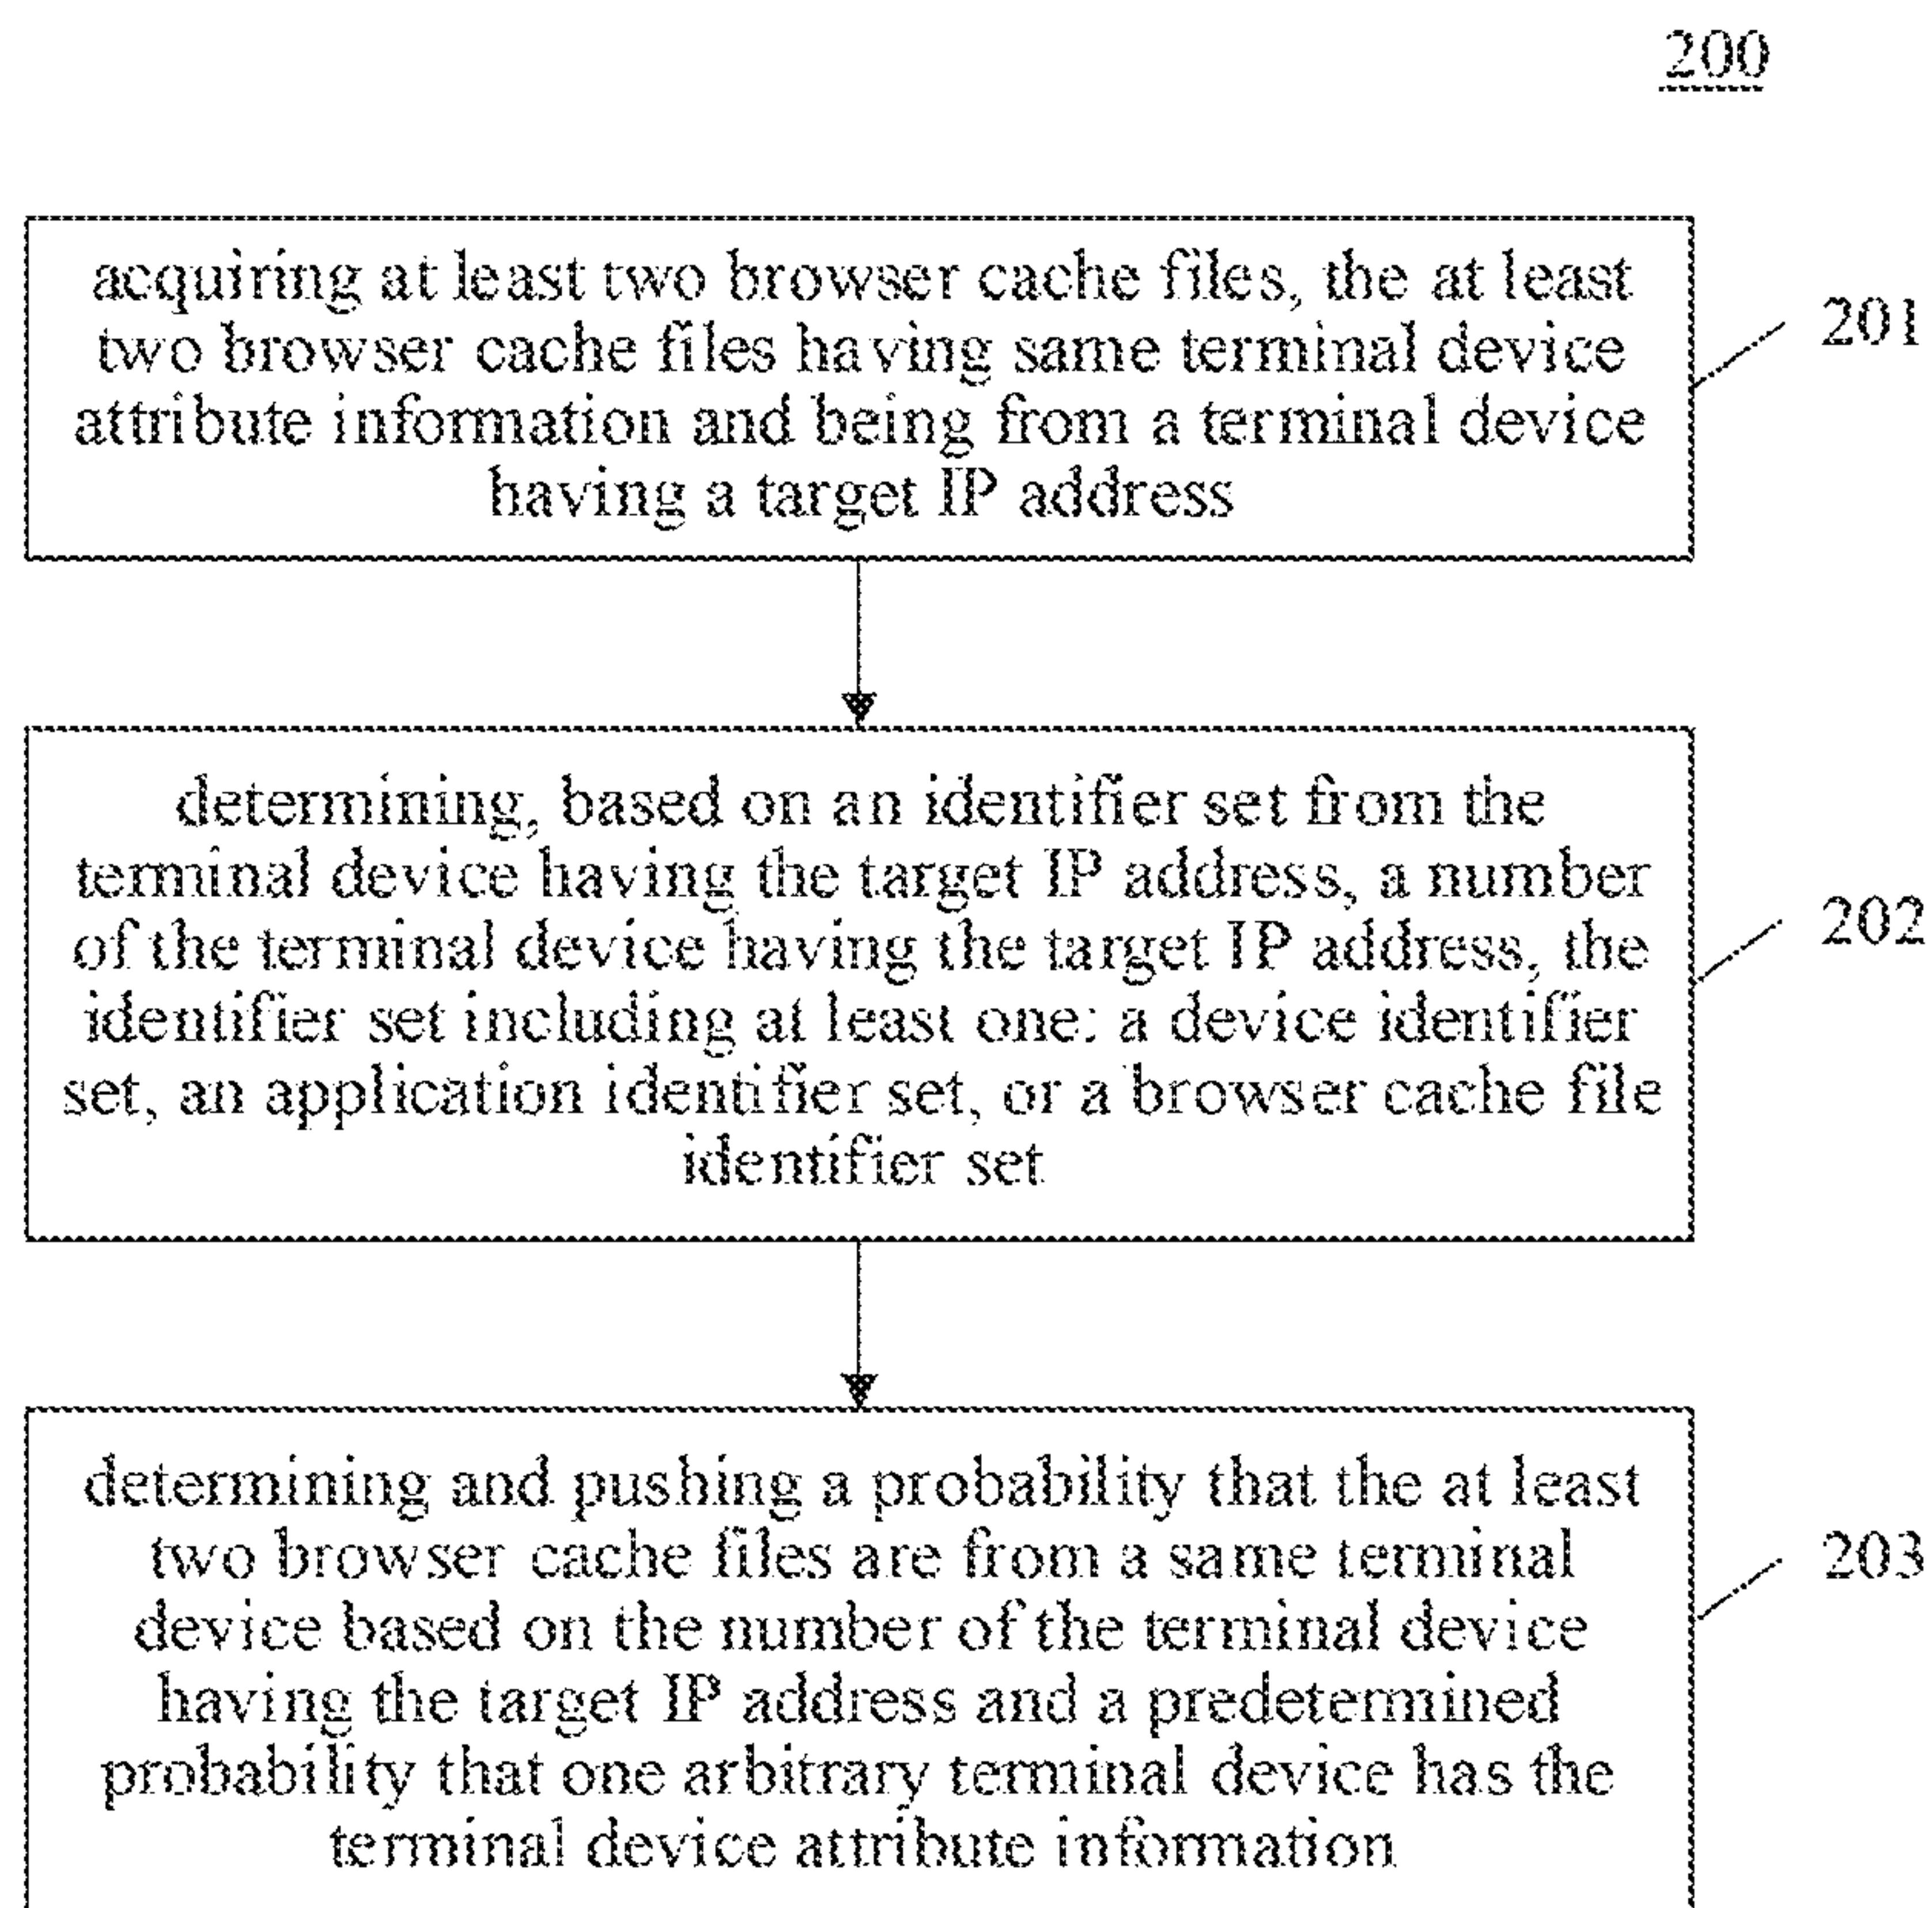 200
acquiring at least two browser cache files, the at least
two browser cache files having same terminal device
attribute information and being from a terminal device
having a target IP address
201
determining, based on an identifier set from the
terminal device having the target IP address, a number
of the terminal device having the target IP address, the
identifier set including at least one: a device identifier
set, an application identifier set, or a browser cache file
identifier set
202
determining and pushing a probability that the at least
two browser cache files are from a same terminal
device based on the number of the terminal device
having the target IP address and a predetermined
probability that one arbitrary terminal device has the
terminal device attribute information
203